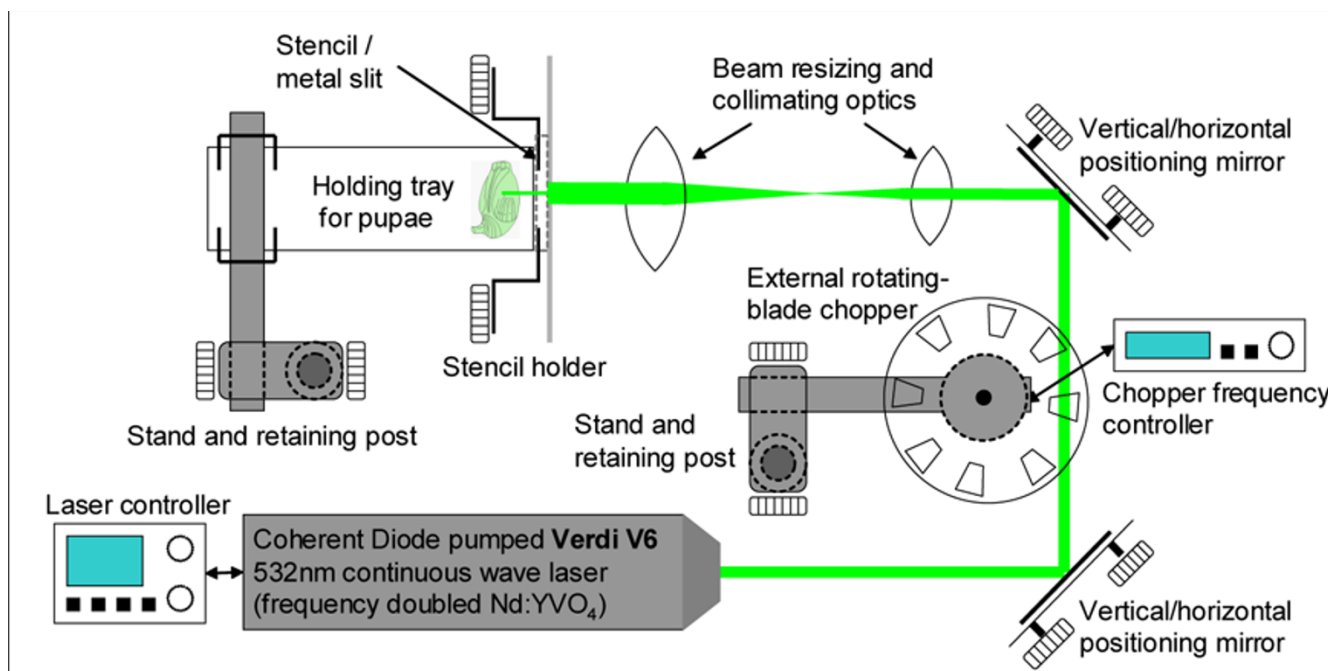 Stencil /
metal slit
Beam resizing and
collimating optics
Vertical/horizontal
positioning mirror
Holding tray
for pupae
External rotating-
blade chopper
Stencil holder
Chopper frequency
controller
Stand and retaining post
Stand and
retaining post
Laser controller
Coherent Diode pumped Verdi V6
532nm continuous wave laser
(frequency doubled Nd:YVO₄)
Vertical/horizontal
positioning mirror